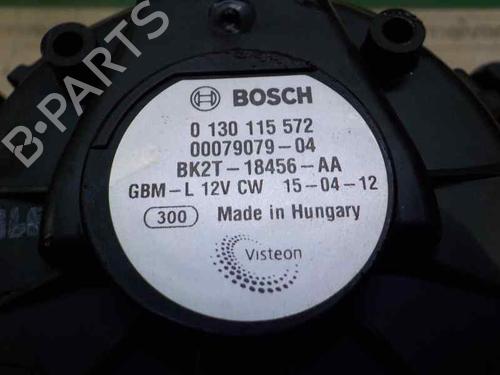 BOSCH
0 130 115 572
00079079-04
BK2T-18456-AA
GBM-L 12V CW 15-04-12
300 Made in Hungary
Visteon
B-PARTS